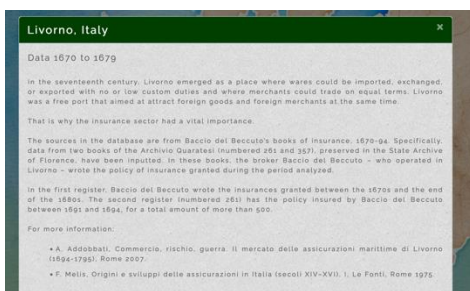 Livorno, Italy ×
Data 1670 to 1679
In the seventeenth century, Livorno emerged as a place where wares could be imported, exchanged,
or exported with no or low custom duties and where merchants could trade on equal terms. Livorno
was a free port that aimed at attract foreign goods and foreign merchants at the same time.
That is why the insurance sector had a vital importance.
The sources in the database are from Baccio del Beccuto's books of insurance, 1670-94. Specifically,
data from two books of the Archivio Quaratesi (numbered 261 and 357), preserved in the State Archive
of Florence, have been inputted. In these books, the broker Baccio del Beccuto – who operated in
Livorno – wrote the policy of insurance granted during the period analyzed.
In the first register, Baccio del Beccuto wrote the insurances granted between the 1670s and the end
of the 1680s. The second register (numbered 261) has the policy insured by Baccio del Beccuto
between 1691 and 1694, for a total amount of more than 500.
For more information:
• A. Addobbati, Commercio, rischio, guerra. Il mercato delle assicurazioni marittime di Livorno
(1694-1795), Rome 2007.
• F. Melis, Origini e sviluppi delle assicurazioni in Italia (secoli XIV–XVI). I, Le Fonti, Rome 1975.